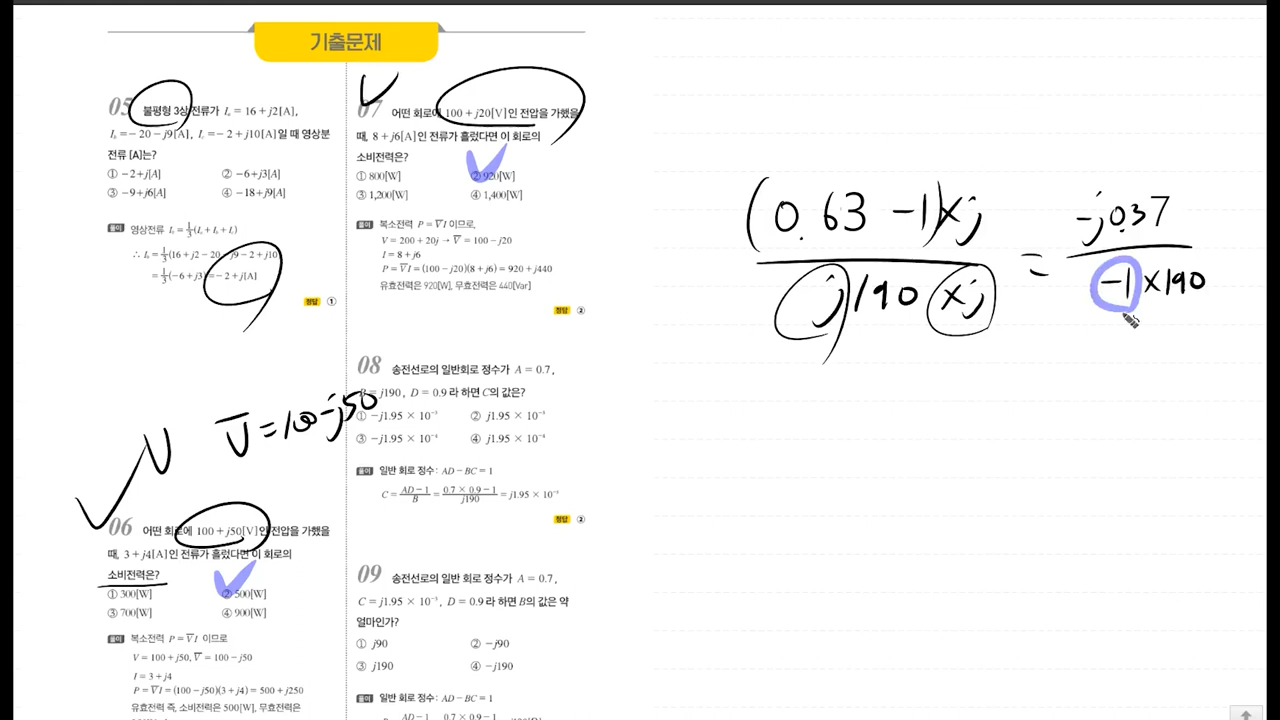 기출문제
05 불평형 3상 전류가 Iₐ = 16 + j2[A],
I_b = -20 - j9[A], I_c = -2 + j10[A]일 때 영상분
전류 [A]는?
① -2 + j[A] ② -6 + j3[A]
③ -9 + j6[A] ④ -18 + j9[A]
풀이 영상전류 I₀ = 1/3(Iₐ + I_b + I_c)
∴ I₀ = 1/3(16 + j2 - 20 - j9 - 2 + j10)
= 1/3(-6 + j3) = -2 + j[A]
정답 ①
V V̅ = 100 - j50
06 어떤 회로에 100 + j50[V]인 전압을 가했을
때, 3 + j4[A]인 전류가 흘렀다면 이 회로의
소비전력은?
① 300[W] ② 500[W]
③ 700[W] ④ 900[W]
풀이 복소전력 P = V̅I 이므로
V = 100 + j50, V̅ = 100 - j50
I = 3 + j4
P = V̅I = (100 - j50)(3 + j4) = 500 + j250
유효전력 즉, 소비전력은 500[W], 무효전력은
07 어떤 회로에 100 + j20[V]인 전압을 가했을
때, 8 + j6[A]인 전류가 흘렀다면 이 회로의
소비전력은?
① 800[W] ② 920[W]
③ 1,200[W] ④ 1,400[W]
풀이 복소전력 P = V̅I 이므로,
V = 200 + 20j → V̅ = 100 - j20
I = 8 + j6
P = V̅I = (100 - j20)(8 + j6) = 920 + j440
유효전력은 920[W], 무효전력은 440[Var]
정답 ②
08 송전선로의 일반회로 정수가 A = 0.7,
B = j190, D = 0.9 라 하면 C의 값은?
① -j1.95 × 10⁻³ ② j1.95 × 10⁻³
③ -j1.95 × 10⁻⁴ ④ j1.95 × 10⁻⁴
풀이 일반 회로 정수: AD - BC = 1
C = (AD - 1)/B = (0.7 × 0.9 - 1)/j190 = j1.95 × 10⁻³
정답 ②
09 송전선로의 일반 회로 정수가 A = 0.7,
C = j1.95 × 10⁻³, D = 0.9 라 하면 B의 값은 약
얼마인가?
① j90 ② -j90
③ j190 ④ -j190
풀이 일반 회로 정수: AD - BC = 1
(0.63 - 1)×j / j190 ×j = -j0.37 / -1×190